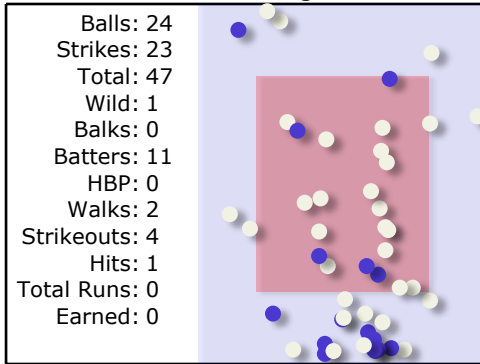 Balls: 24
Strikes: 23
Total: 47
Wild: 1
Balks: 0
Batters: 11
HBP: 0
Walks: 2
Strikeouts: 4
Hits: 1
Total Runs: 0
Earned: 0